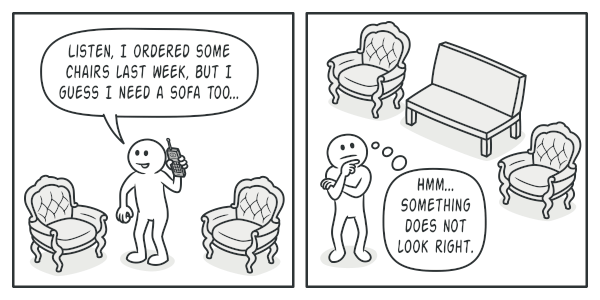 LISTEN, I ORDERED SOME
CHAIRS LAST WEEK, BUT I
GUESS I NEED A SOFA TOO...
HMM...
SOMETHING
DOES NOT
LOOK RIGHT.